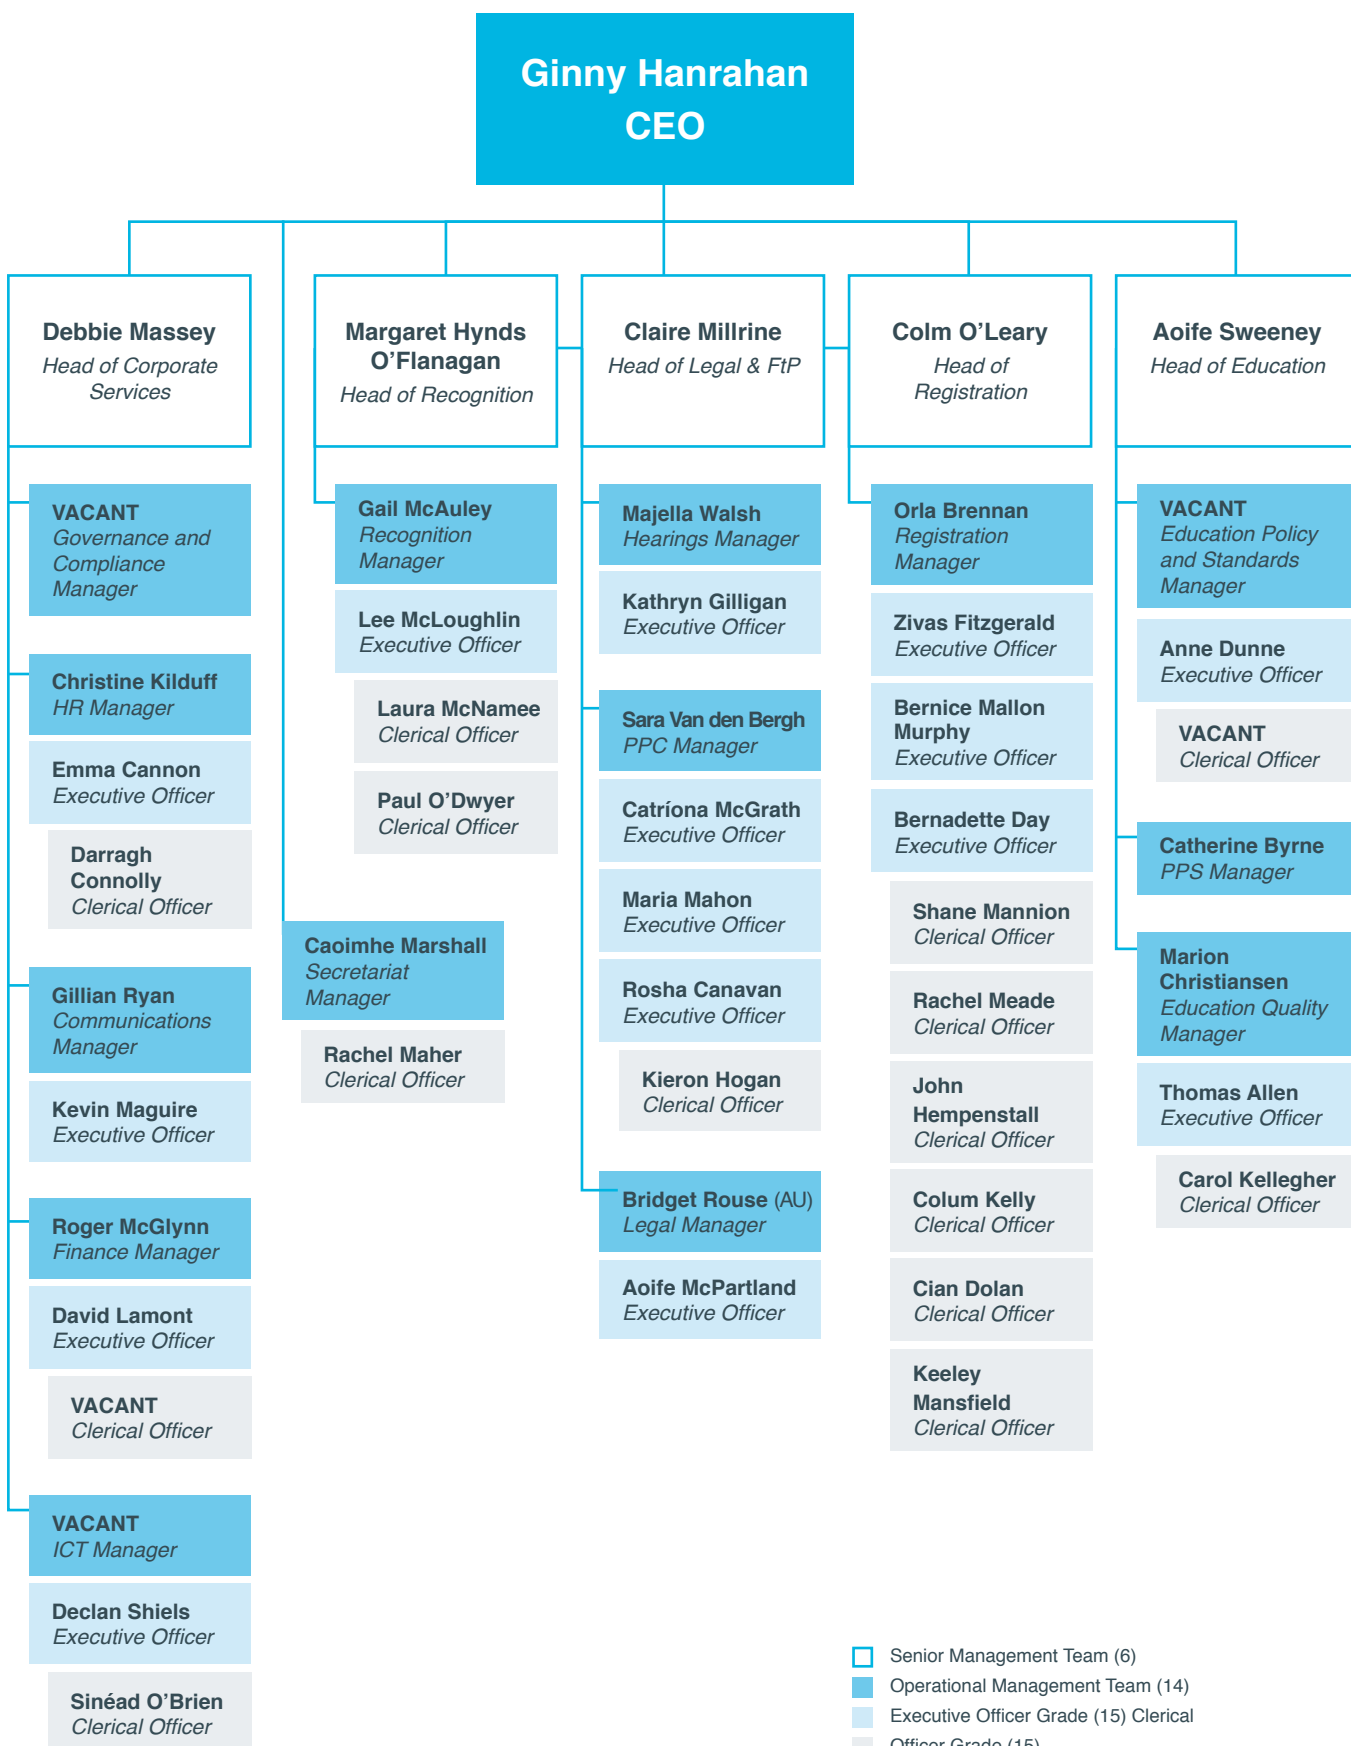 Ginny Hanrahan
CEO
Debbie Massey
Head of Corporate
Services
VACANT
Governance and
Compliance
Manager
Christine Kilduff
HR Manager
Emma Cannon
Executive Officer
Darragh
Connolly
Clerical Officer
Gillian Ryan
Communications
Manager
Kevin Maguire
Executive Officer
Roger McGlynn
Finance Manager
David Lamont
Executive Officer
VACANT
Clerical Officer
VACANT
ICT Manager
Declan Shiels
Executive Officer
Sinéad O’Brien
Clerical Officer
Caoimhe Marshall
Secretariat
Manager
Rachel Maher
Clerical Officer
Margaret Hynds
O’Flanagan
Head of Recognition
Gail McAuley
Recognition
Manager
Lee McLoughlin
Executive Officer
Laura McNamee
Clerical Officer
Paul O’Dwyer
Clerical Officer
Claire Millrine
Head of Legal & FtP
Majella Walsh
Hearings Manager
Kathryn Gilligan
Executive Officer
Sara Van den Bergh
PPC Manager
Catríona McGrath
Executive Officer
Maria Mahon
Executive Officer
Rosha Canavan
Executive Officer
Kieron Hogan
Clerical Officer
Bridget Rouse (AU)
Legal Manager
Aoife McPartland
Executive Officer
Colm O’Leary
Head of
Registration
Orla Brennan
Registration
Manager
Zivas Fitzgerald
Executive Officer
Bernice Mallon
Murphy
Executive Officer
Bernadette Day
Executive Officer
Shane Mannion
Clerical Officer
Rachel Meade
Clerical Officer
John
Hempenstall
Clerical Officer
Colum Kelly
Clerical Officer
Cian Dolan
Clerical Officer
Keeley
Mansfield
Clerical Officer
Aoife Sweeney
Head of Education
VACANT
Education Policy
and Standards
Manager
Anne Dunne
Executive Officer
VACANT
Clerical Officer
Catherine Byrne
PPS Manager
Marion
Christiansen
Education Quality
Manager
Thomas Allen
Executive Officer
Carol Kellegher
Clerical Officer
Senior Management Team (6)
Operational Management Team (14)
Executive Officer Grade (15) Clerical
Officer Grade (15)